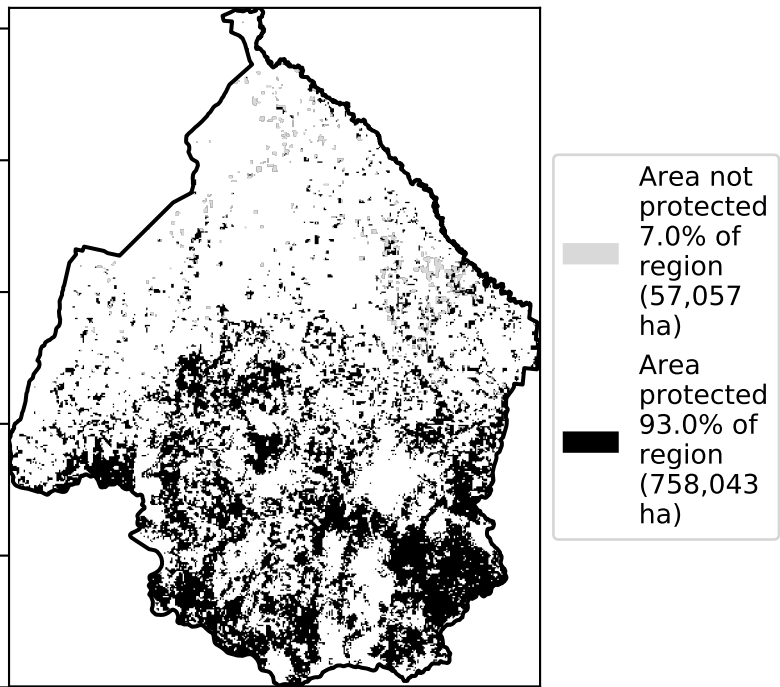 Area not
protected
7.0% of
region
(57,057
ha)
Area
protected
93.0% of
region
(758,043
ha)